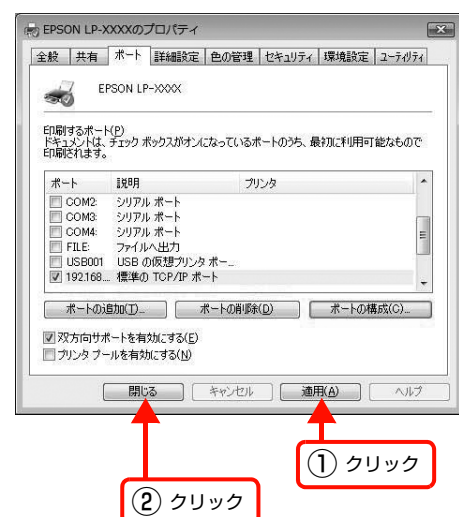 EPSON LP-XXXXのプロパティ
全般 共有 ポート 詳細設定 色の管理 セキュリティ 環境設定 ユーティリティ
EPSON LP-XXXX
印刷するポート(P)
ドキュメントは、チェック ボックスがオンになっているポートのうち、最初に利用可能なもので
印刷されます。
ポート 説明 プリンタ
COM2: シリアル ポート
COM3: シリアル ポート
COM4: シリアル ポート
FILE: ファイルへ出力
USB001 USB の仮想プリンタ ポー...
192.168.... 標準の TCP/IP ポート
ポートの追加(T)... ポートの削除(D) ポートの構成(C)...
双方向サポートを有効にする(E)
プリンタ プールを有効にする(N)
閉じる キャンセル 適用(A) ヘルプ
① クリック
② クリック